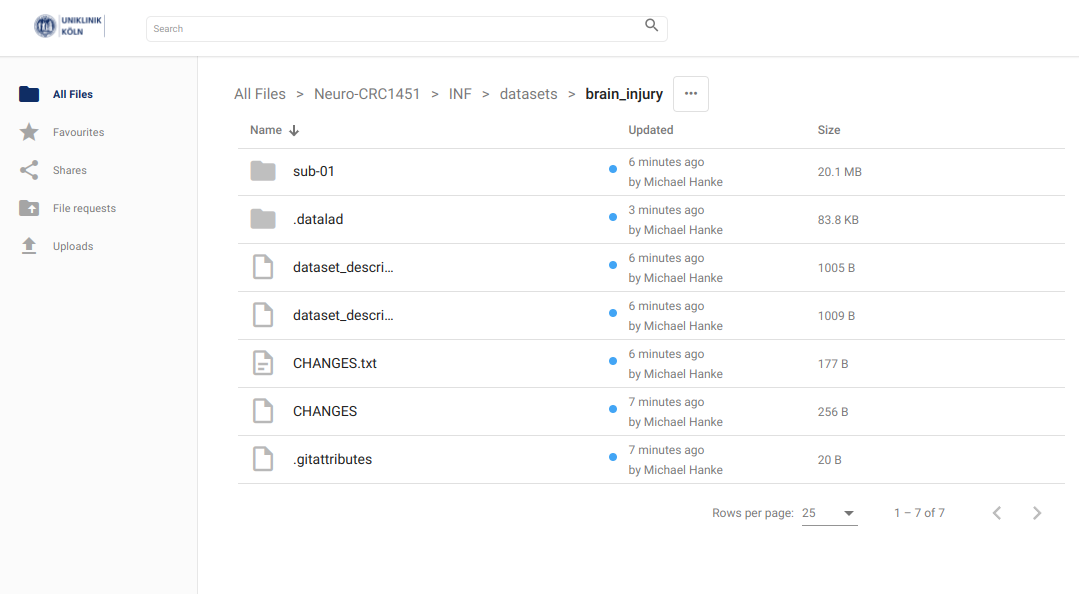 UNIKLINIK
KÖLN
Search
All Files
Favourites
Shares
File requests
Uploads
All Files > Neuro-CRC1451 > INF > datasets > brain_injury ...
Name Updated Size
sub-01 6 minutes ago 20.1 MB
by Michael Hanke
.datalad 3 minutes ago 83.8 KB
by Michael Hanke
dataset_descri... 6 minutes ago 1005 B
by Michael Hanke
dataset_descri... 6 minutes ago 1009 B
by Michael Hanke
CHANGES.txt 6 minutes ago 177 B
by Michael Hanke
CHANGES 7 minutes ago 256 B
by Michael Hanke
.gitattributes 7 minutes ago 20 B
by Michael Hanke
Rows per page: 25 1 – 7 of 7